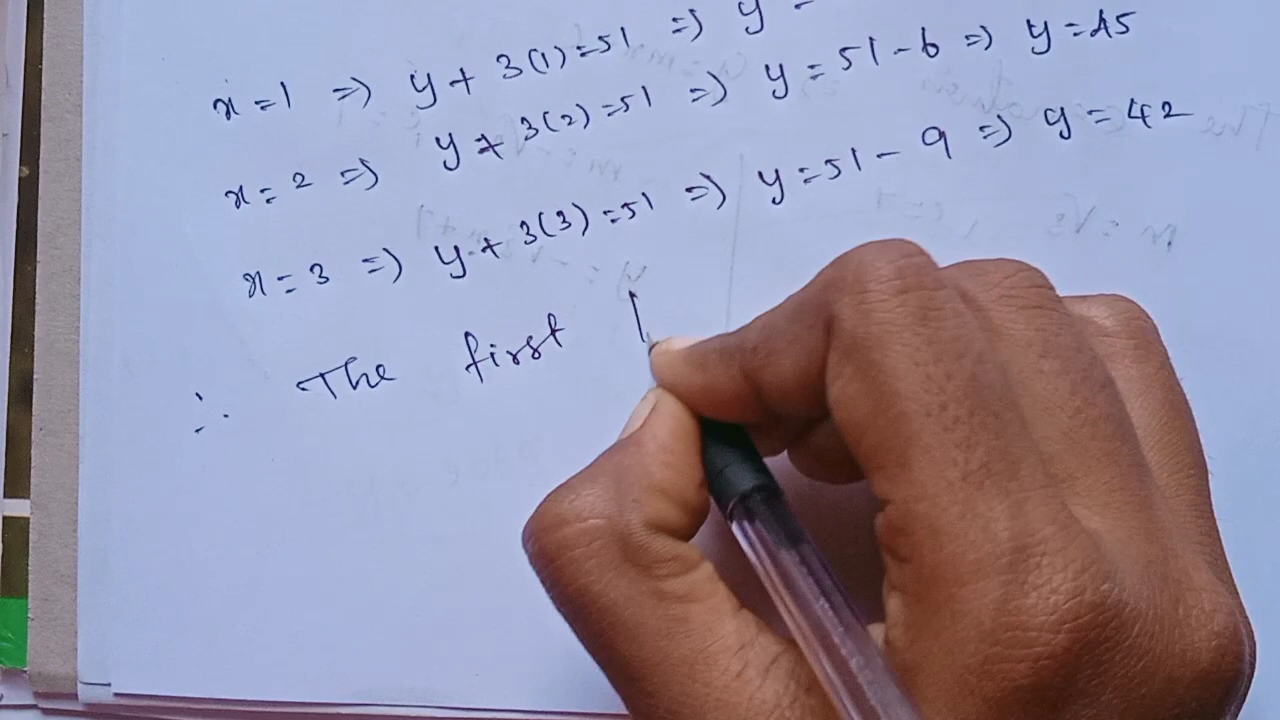 x=1 => y + 3(1)=51 => y -
x=2 => y + 3(2)=51 => y=51-6 => y=45
x=3 => y+3(3)=51 => y=51-9 => y=42
∴ The first